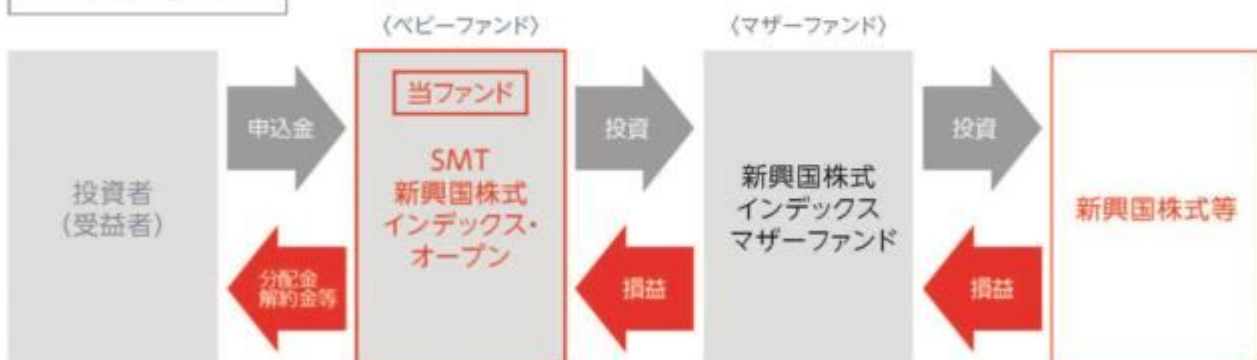 〈ベビーファンド〉
〈マザーファンド〉
投資者
(受益者)
申込金
分配金
解約金等
当ファンド
SMT
新興国株式
インデックス・
オープン
投資
損益
新興国株式
インデックス
マザーファンド
投資
損益
新興国株式等